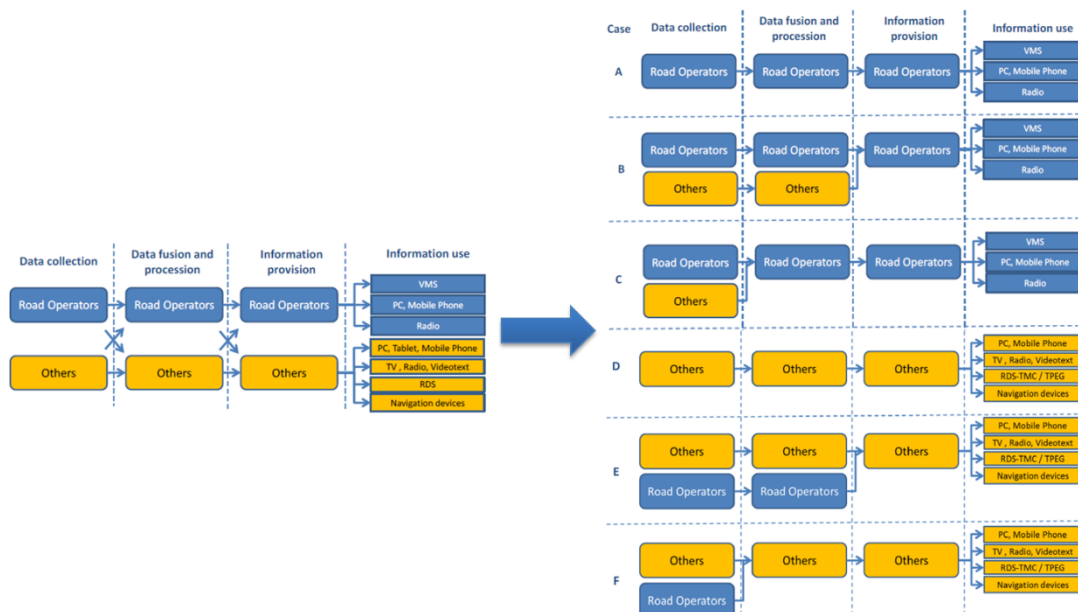 Data collection
Data fusion and
procession
Information
provision
Information use
Road Operators
Road Operators
Road Operators
VMS
PC, Mobile Phone
Radio
Others
Others
Others
PC, Tablet, Mobile Phone
TV , Radio, Videotext
RDS
Navigation devices
Case
Data collection
Data fusion and
procession
Information
provision
Information use
A
Road Operators
Road Operators
Road Operators
VMS
PC, Mobile Phone
Radio
B
Road Operators
Road Operators
Road Operators
Others
Others
VMS
PC, Mobile Phone
Radio
C
Road Operators
Road Operators
Road Operators
Others
VMS
PC, Mobile Phone
Radio
D
Others
Others
Others
PC, Mobile Phone
TV , Radio, Videotext
RDS-TMC / TPEG
Navigation devices
E
Others
Others
Others
Road Operators
Road Operators
PC, Mobile Phone
TV , Radio, Videotext
RDS-TMC / TPEG
Navigation devices
F
Others
Others
Others
Road Operators
PC, Mobile Phone
TV , Radio, Videotext
RDS-TMC / TPEG
Navigation devices